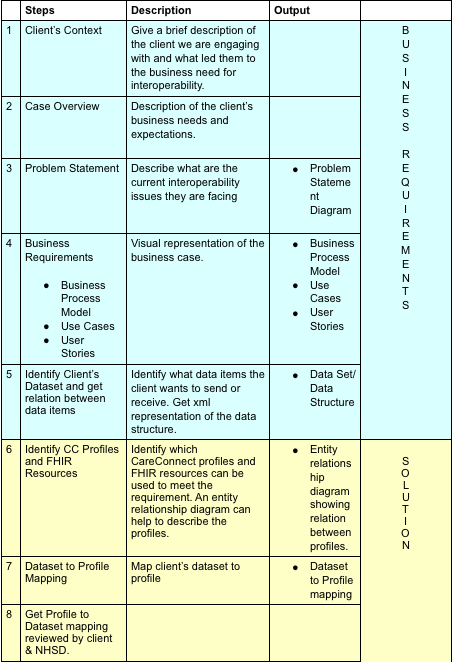 Steps Description Output
1 Client's Context Give a brief description of
the client we are engaging
with and what led them to
the business need for
interoperability.
2 Case Overview Description of the client's
business needs and
expectations.
3 Problem Statement Describe what are the
current interoperability
issues they are facing
● Problem
Stateme
nt
Diagram
4 Business
Requirements
● Business
Process
Model
● Use Cases
● User
Stories
Visual representation of the
business case.
● Business
Process
Model
● Use
Cases
● User
Stories
5 Identify Client's
Dataset and get
relation between
data items
Identify what data items the
client wants to send or
receive. Get xml
representation of the data
structure.
● Data Set/
Data
Structure
B
U
S
I
N
E
S
S
R
E
Q
U
I
R
E
M
E
N
T
S
6 Identify CC Profiles
and FHIR
Resources
Identify which
CareConnect profiles and
FHIR resources can be
used to meet the
requirement. An entity
relationship diagram can
help to describe the
profiles.
● Entity
relations
hip
diagram
showing
relation
between
profiles.
7 Dataset to Profile
Mapping
Map client's dataset to
profile
● Dataset
to Profile
mapping
8 Get Profile to
Dataset mapping
reviewed by client
& NHSD.
S
O
L
U
T
I
O
N